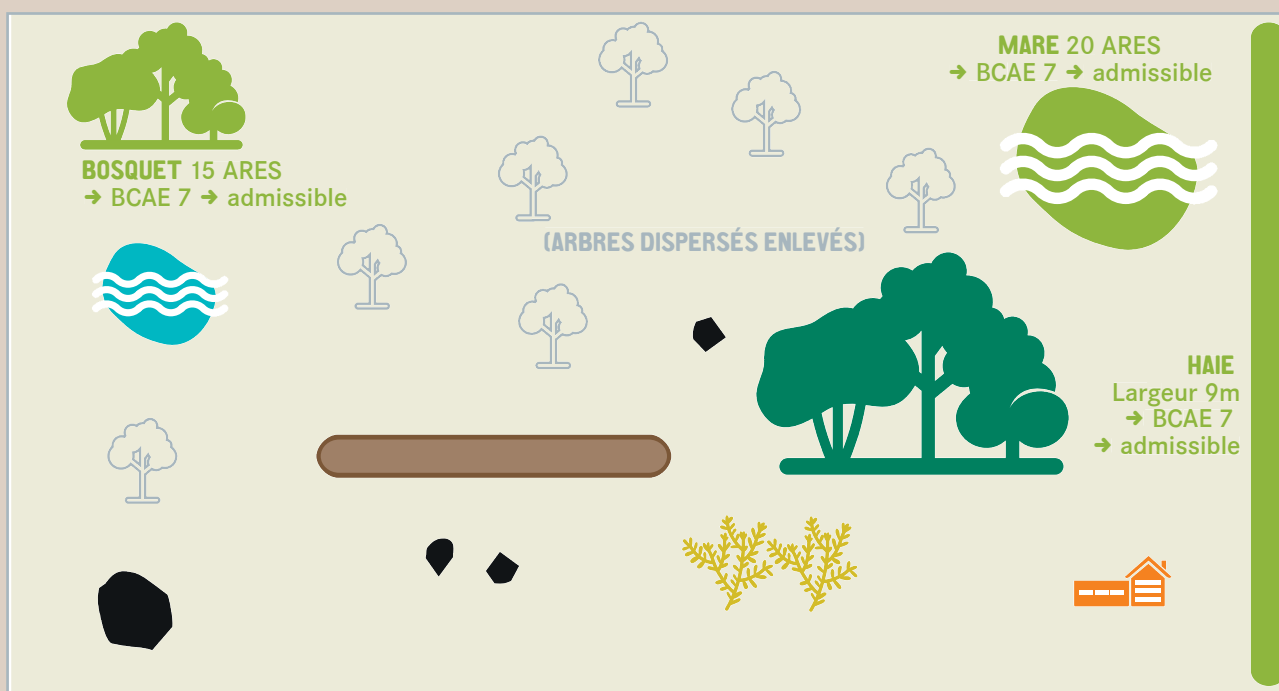 MARE 20 ARES
➔ BCAE 7 ➔ admissible
BOSQUET 15 ARES
➔ BCAE 7 ➔ admissible
(ARBRES DISPERSÉS ENLEVÉS)
HAIE
Largeur 9m
➔ BCAE 7
➔ admissible